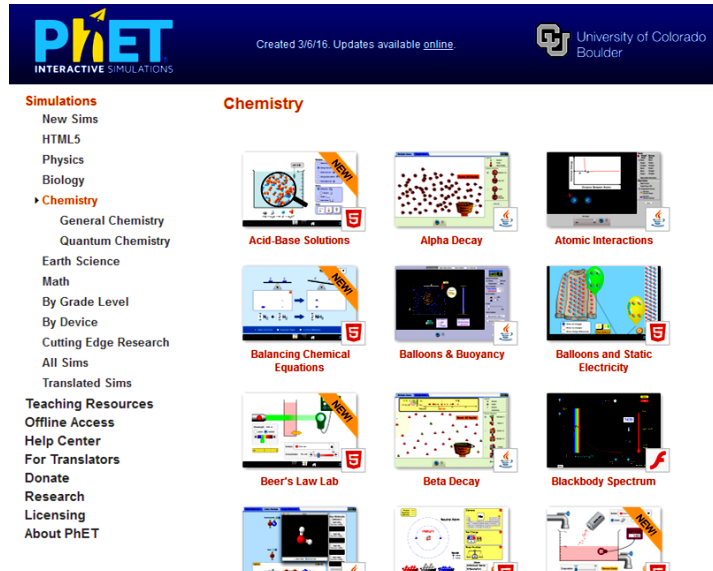 PhET
INTERACTIVE SIMULATIONS
Created 3/6/16. Updates available online.
University of Colorado
Boulder
Simulations
New Sims
HTML5
Physics
Biology
Chemistry
General Chemistry
Quantum Chemistry
Earth Science
Math
By Grade Level
By Device
Cutting Edge Research
All Sims
Translated Sims
Teaching Resources
Offline Access
Help Center
For Translators
Donate
Research
Licensing
About PhET
Chemistry
NEW!
Acid-Base Solutions
Alpha Decay
Atomic Interactions
NEW!
Balancing Chemical
Equations
Balloons & Buoyancy
Balloons and Static
Electricity
NEW!
Beer's Law Lab
Beta Decay
Blackbody Spectrum
NEW!